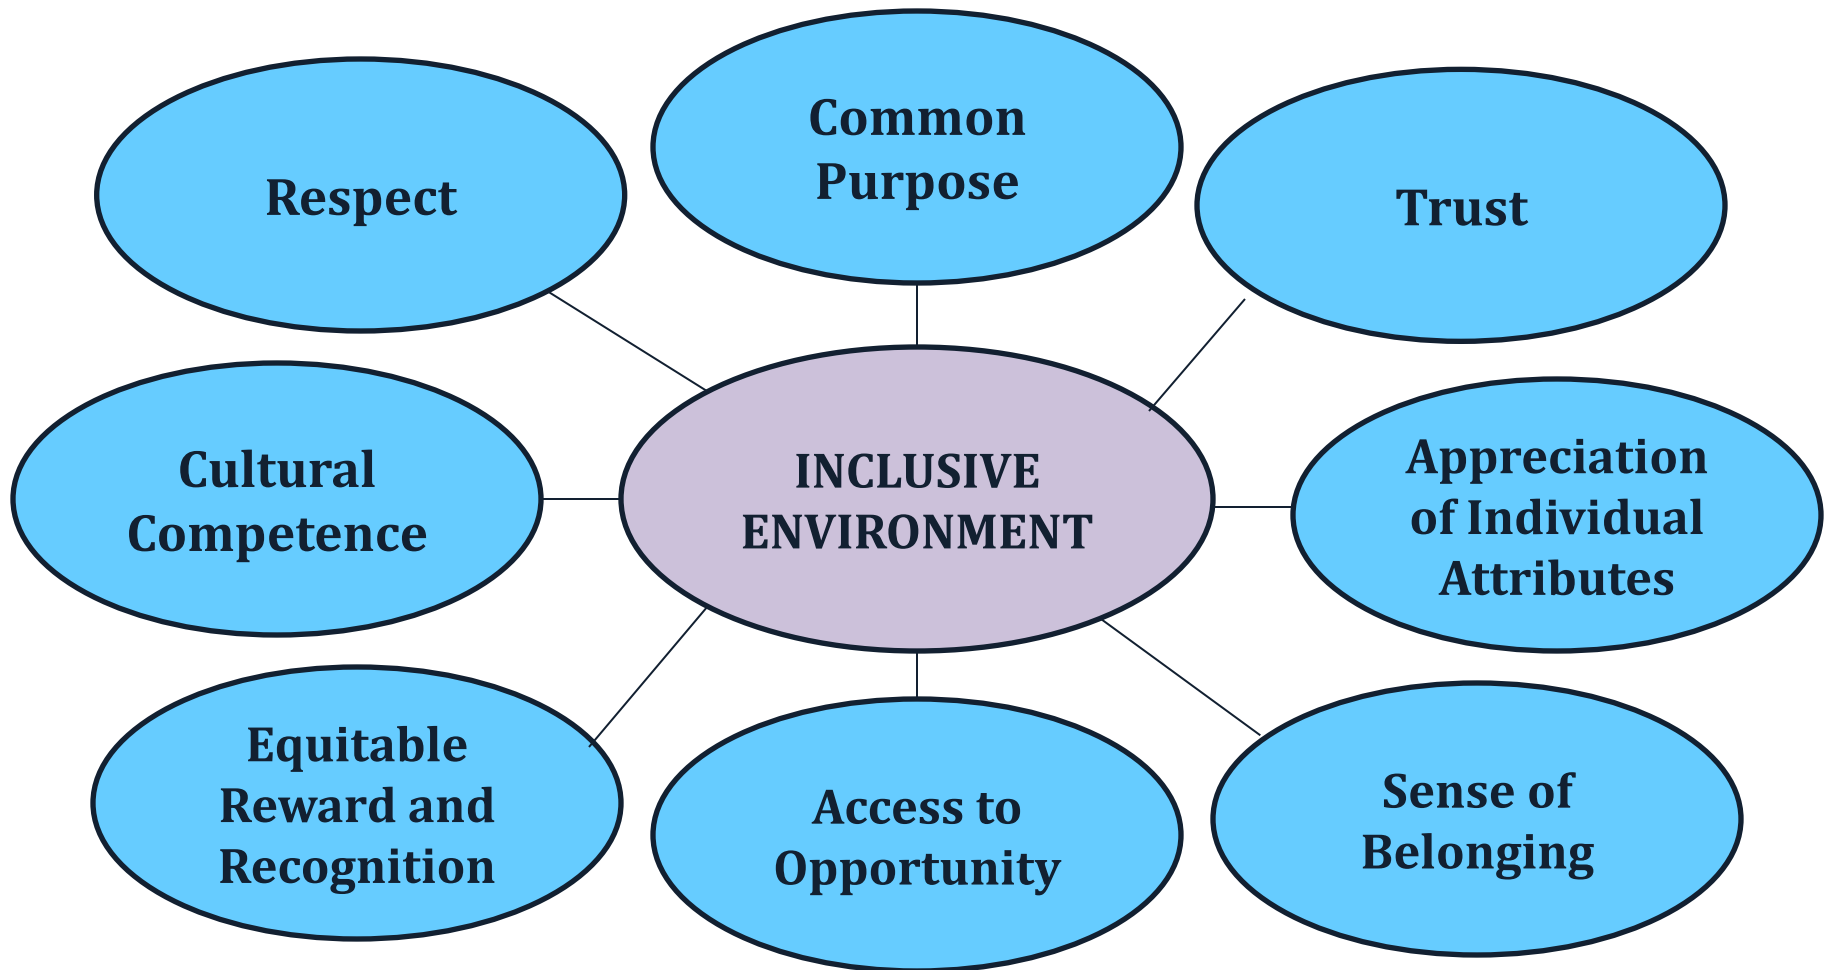 Common
Purpose
Respect
Trust
Cultural
Competence
INCLUSIVE
ENVIRONMENT
Appreciation
of Individual
Attributes
Equitable
Reward and
Recognition
Access to
Opportunity
Sense of
Belonging